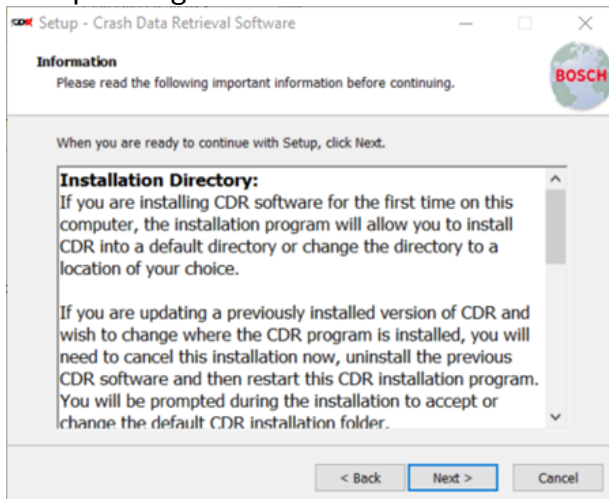 Setup - Crash Data Retrieval Software
Information
Please read the following important information before continuing.
BOSCH
When you are ready to continue with Setup, click Next.
Installation Directory:
If you are installing CDR software for the first time on this
computer, the installation program will allow you to install
CDR into a default directory or change the directory to a
location of your choice.
If you are updating a previously installed version of CDR and
wish to change where the CDR program is installed, you will
need to cancel this installation now, uninstall the previous
CDR software and then restart this CDR installation program.
You will be prompted during the installation to accept or
change the default CDR installation folder.
< Back Next > Cancel